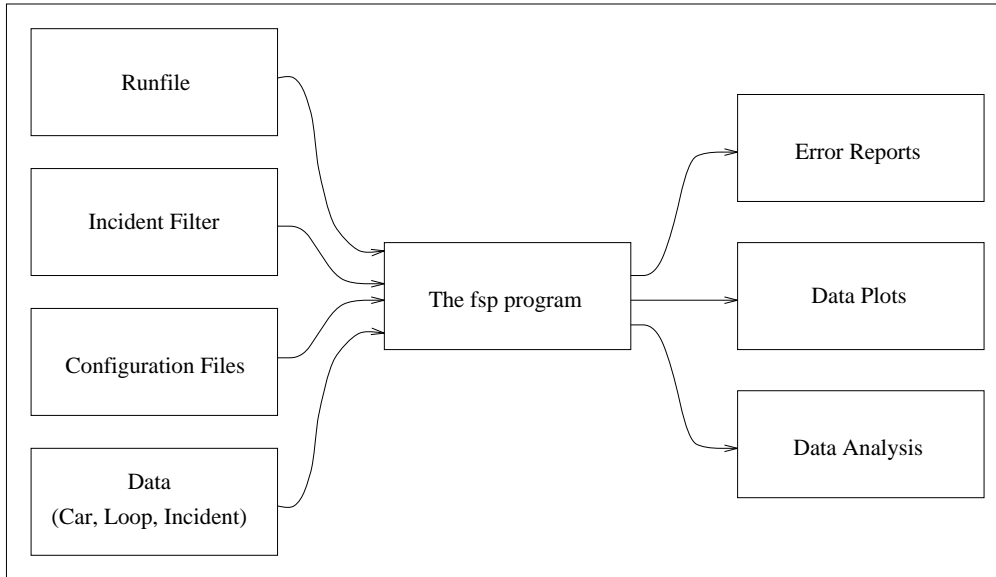 Runfile
Incident Filter
Configuration Files
Data
(Car, Loop, Incident)
The fsp program
Error Reports
Data Plots
Data Analysis